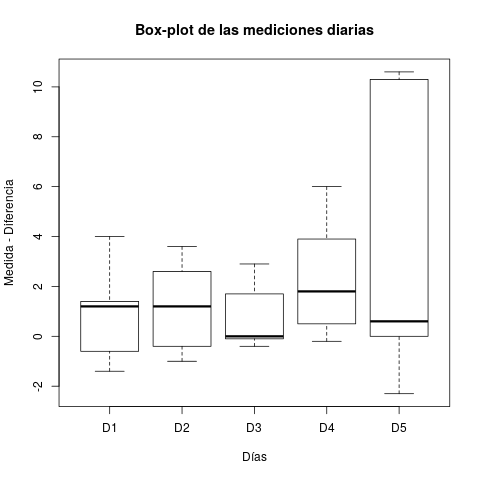 Box-plot de las mediciones diarias
Medida - Diferencia
10
8
6
4
2
0
-2
D1 D2 D3 D4 D5
Días